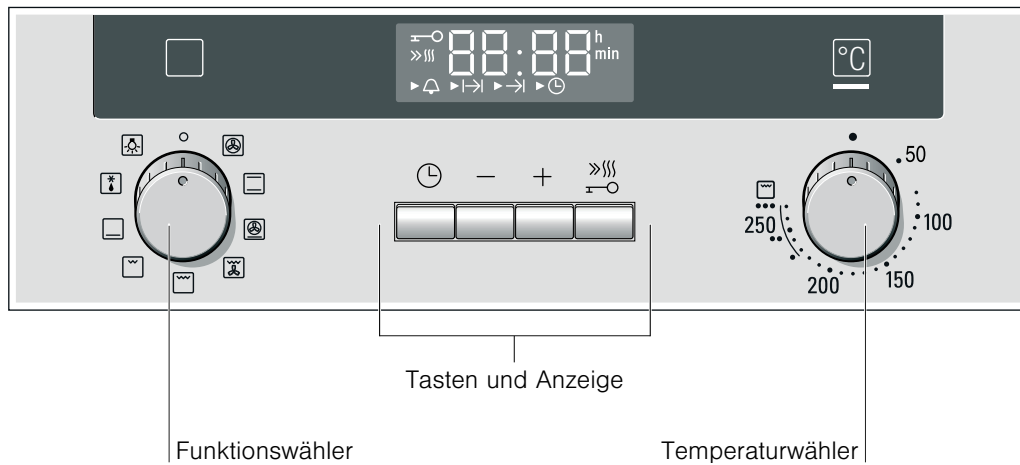 88:88 h
min
°C
50
100
150
200
250
Tasten und Anzeige
Funktionswähler Temperaturwähler